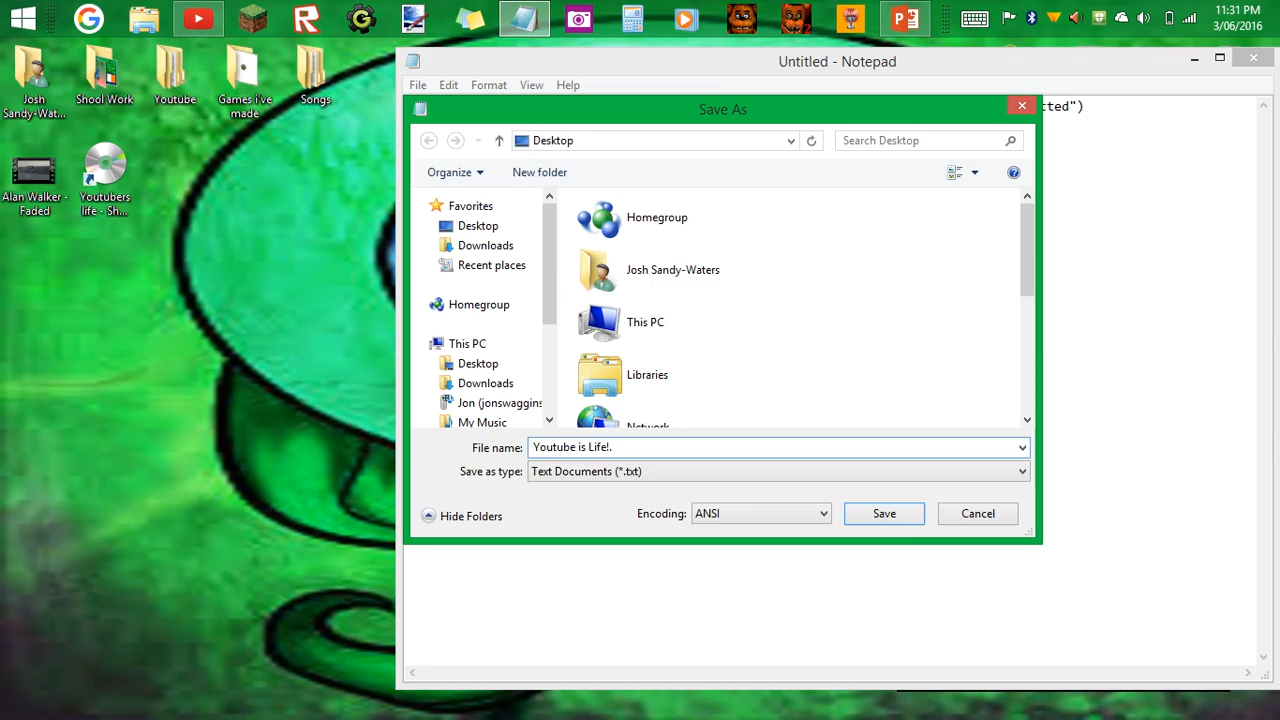 11:31 PM
3/06/2016
Josh
Sandy-Wat...
Shool Work
Youtube
Games i've
made
Songs
Alan Walker -
Faded
Youtubers
life - Sh...
Untitled - Notepad
File Edit Format View Help
cted")
Save As
Desktop
Search Desktop
Organize
New folder
Favorites
Desktop
Downloads
Recent places
Homegroup
This PC
Desktop
Downloads
Jon (jonswaggins
My Music
Homegroup
Josh Sandy-Waters
This PC
Libraries
Network
File name: Youtube is Life!.
Save as type: Text Documents (*.txt)
Hide Folders
Encoding: ANSI
Save
Cancel